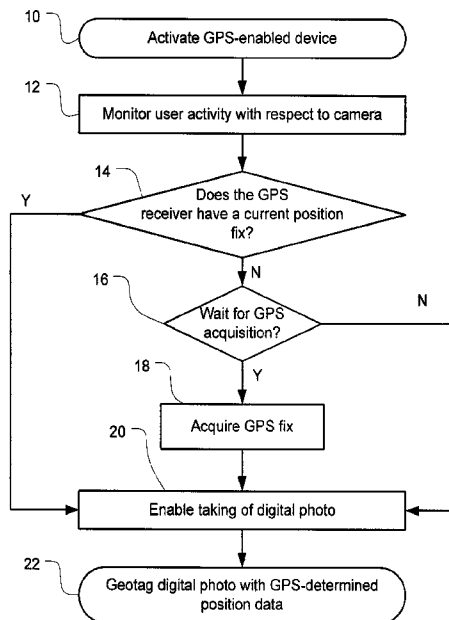 10
Activate GPS-enabled device
12
Monitor user activity with respect to camera
14
Y
Does the GPS
receiver have a current position
fix?
N
16
Wait for GPS
acquisition?
N
Y
18
Acquire GPS fix
20
Enable taking of digital photo
22
Geotag digital photo with GPS-determined
position data